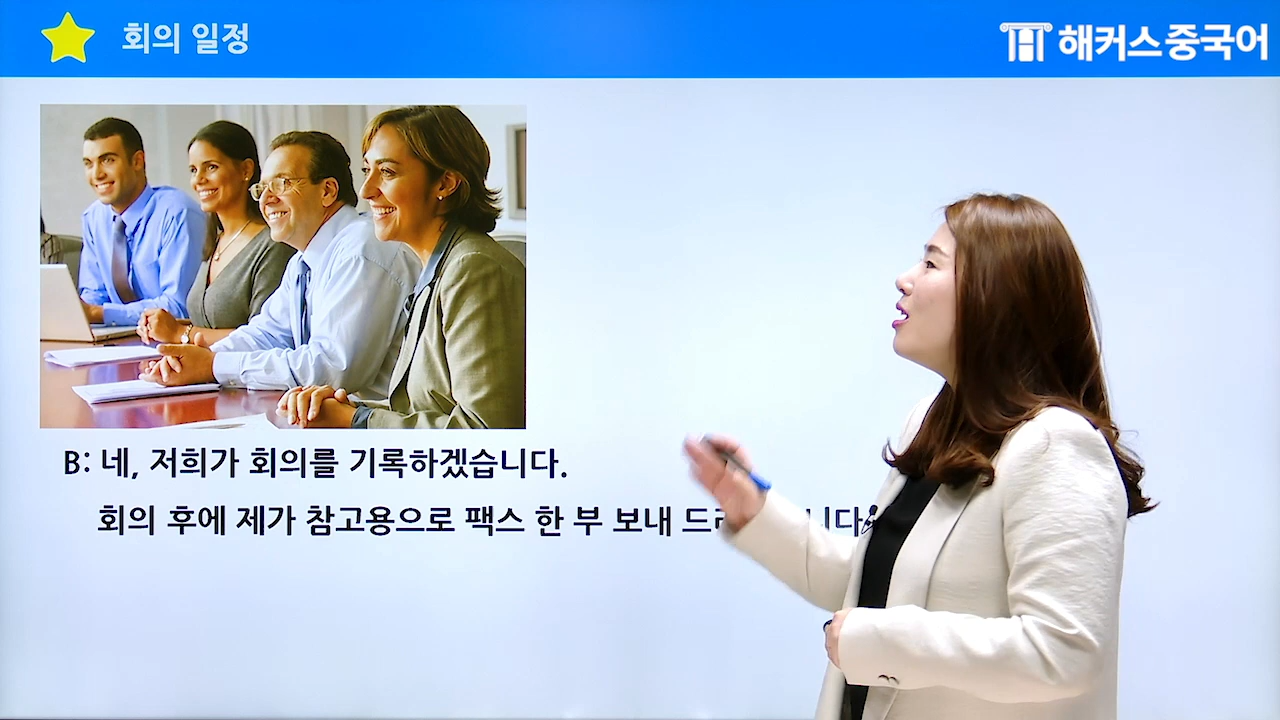 회의 일정
해커스중국어
B: 네, 저희가 회의를 기록하겠습니다.
회의 후에 제가 참고용으로 팩스 한 부 보내